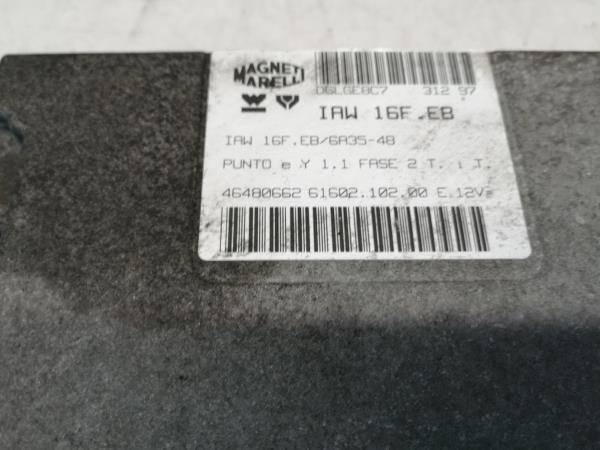 MAGNETI
MARELLI
DGLGE8C7 312 97
IAW 16F.EB
IAW 16F.EB/6A35-48
PUNTO e Y 1.1 FASE 2 T. i T.
46480662 61602.102.00 E.12V